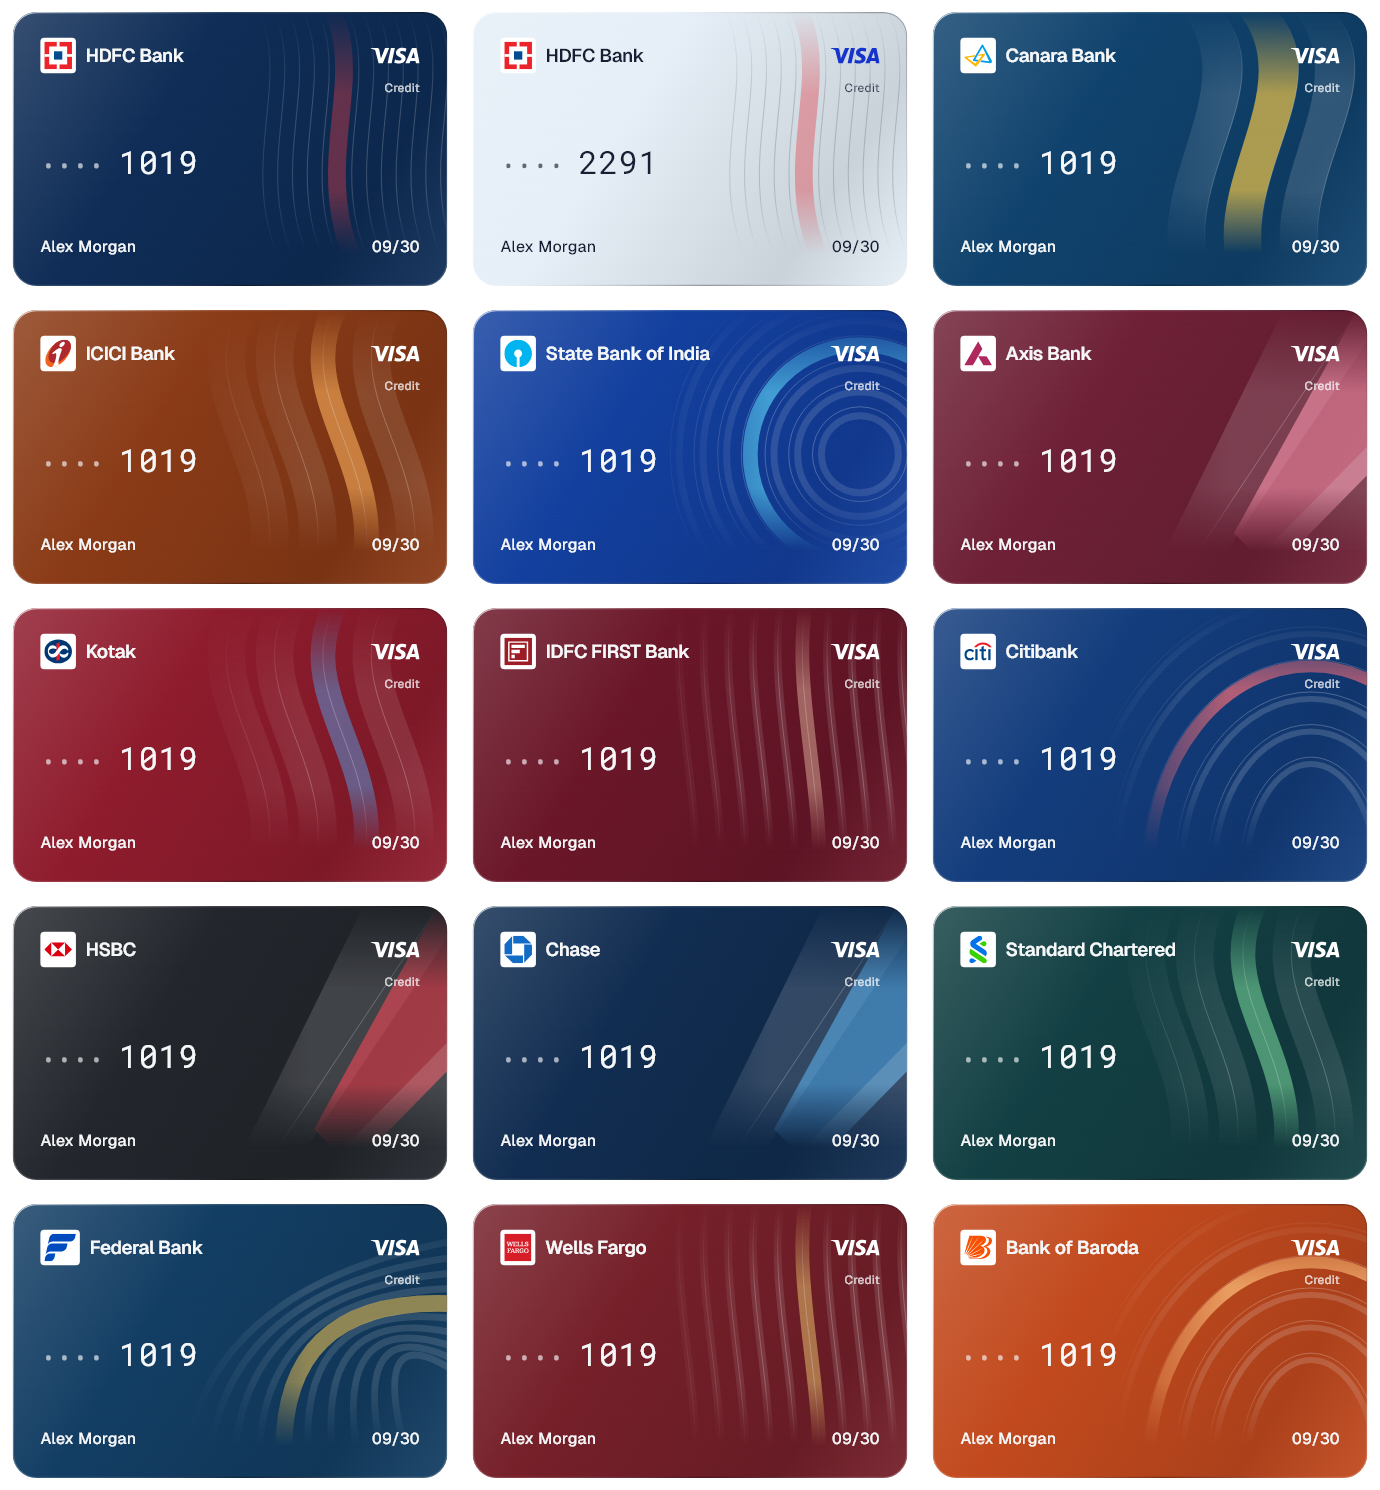 HDFC Bank VISA
Credit
.... 1019
Alex Morgan 09/30
HDFC Bank VISA
Credit
.... 2291
Alex Morgan 09/30
Canara Bank VISA
Credit
.... 1019
Alex Morgan 09/30
ICICI Bank VISA
Credit
.... 1019
Alex Morgan 09/30
State Bank of India VISA
Credit
.... 1019
Alex Morgan 09/30
Axis Bank VISA
Credit
.... 1019
Alex Morgan 09/30
Kotak VISA
Credit
.... 1019
Alex Morgan 09/30
IDFC FIRST Bank VISA
Credit
.... 1019
Alex Morgan 09/30
citi Citibank VISA
Credit
.... 1019
Alex Morgan 09/30
HSBC VISA
Credit
.... 1019
Alex Morgan 09/30
Chase VISA
Credit
.... 1019
Alex Morgan 09/30
Standard Chartered VISA
Credit
.... 1019
Alex Morgan 09/30
Federal Bank VISA
Credit
.... 1019
Alex Morgan 09/30
WELLS FARGO Wells Fargo VISA
Credit
.... 1019
Alex Morgan 09/30
Bank of Baroda VISA
Credit
.... 1019
Alex Morgan 09/30